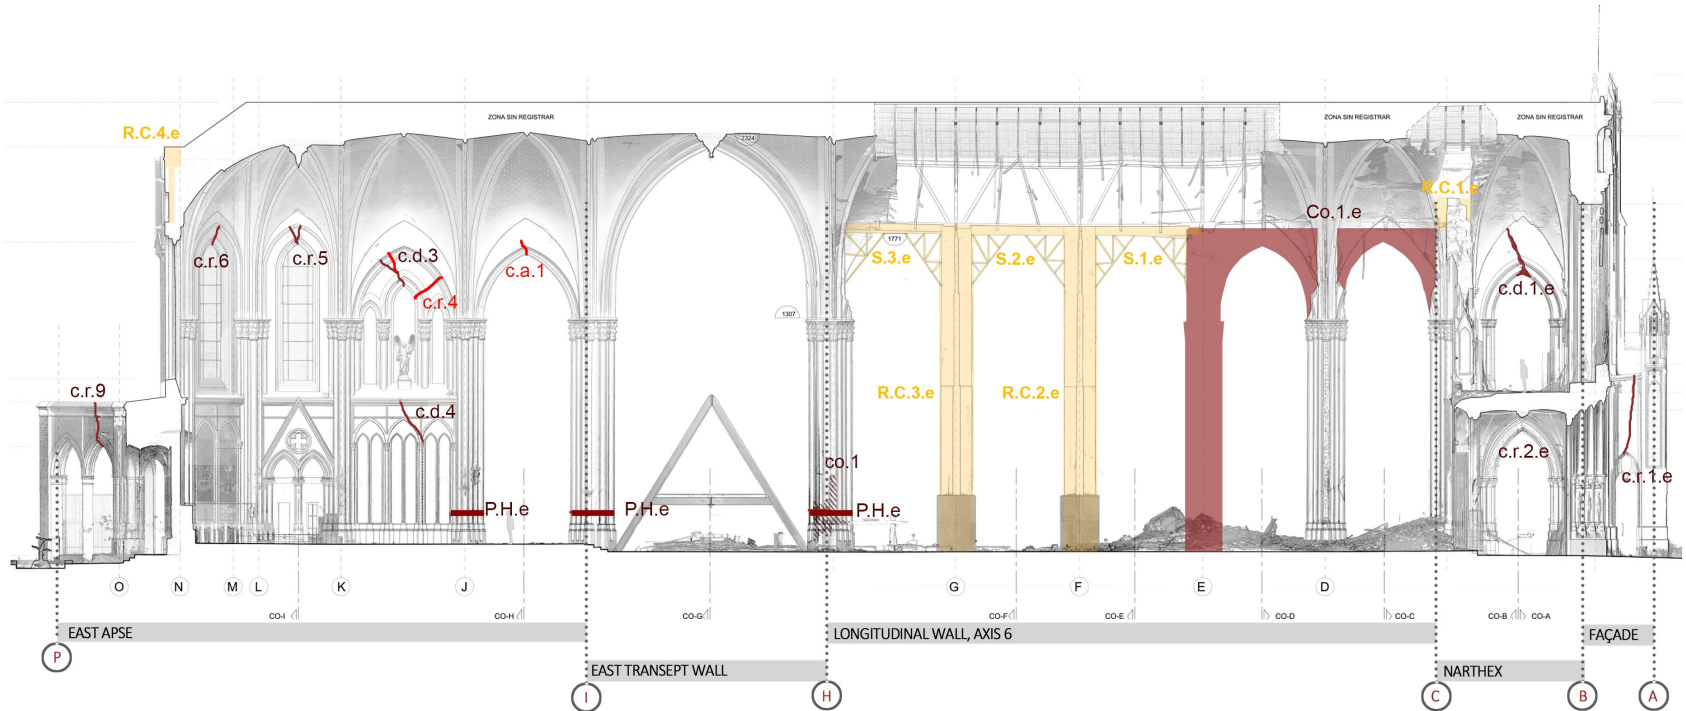 ZONA SIN REGISTRAR
ZONA SIN REGISTRAR
ZONA SIN REGISTRAR
R.C.4.e
2324
R.C.1.e
Co.1.e
1771
c.r.6
c.r.5
c.d.3
c.a.1
S.3.e
S.2.e
S.1.e
c.d.1.e
c.r.4
1307
c.r.9
R.C.3.e
R.C.2.e
c.d.4
c.r.2.e
co.1
c.r.1.e
P.H.e
P.H.e
P.H.e
O
N
M
L
K
J
G
F
E
D
CO-I
CO-H
CO-G
CO-F
CO-E
CO-D
CO-C
CO-B
CO-A
EAST APSE
LONGITUDINAL WALL, AXIS 6
FAÇADE
P
EAST TRANSEPT WALL
NARTHEX
I
H
C
B
A